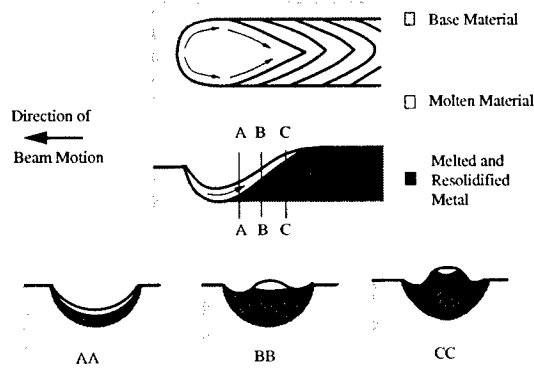 Base Material
Direction of
Beam Motion
Molten Material
A B C
Melted and
Resolidified
Metal
A B C
AA
BB
CC